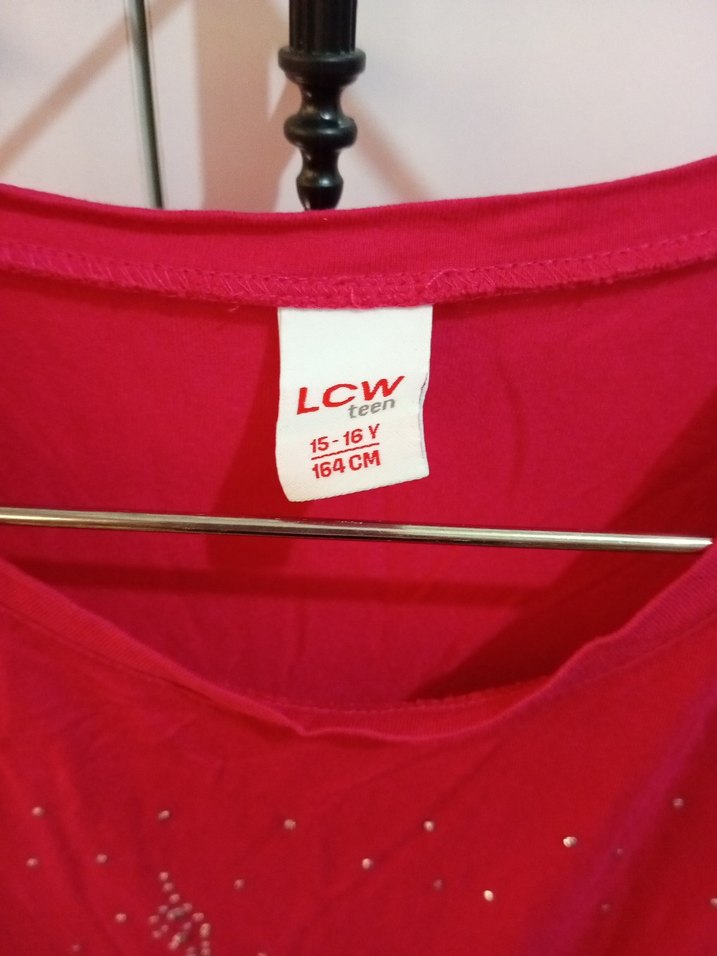 LCW
teen
15-16 Y
164 CM